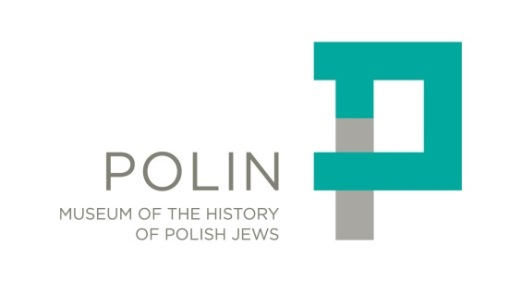 POLIN
MUSEUM OF THE HISTORY
OF POLISH JEWS